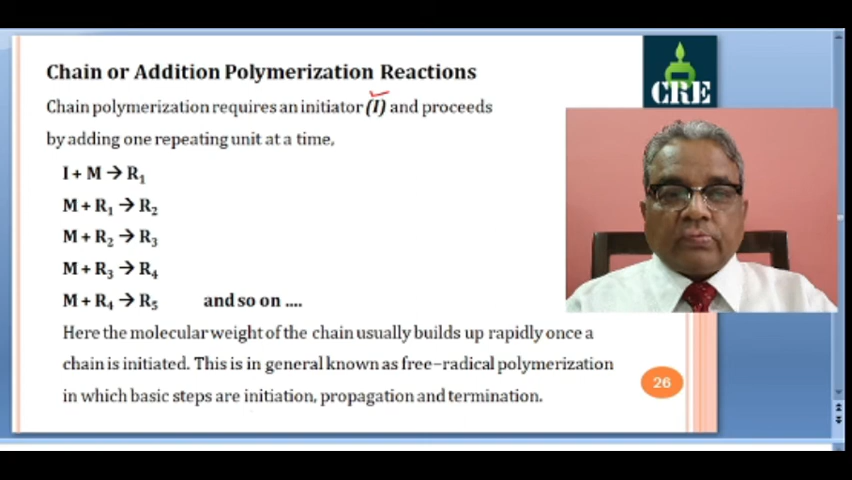 Chain or Addition Polymerization Reactions
Chain polymerization requires an initiator (I) and proceeds
by adding one repeating unit at a time,
I + M → R₁
M + R₁ → R₂
M + R₂ → R₃
M + R₃ → R₄
M + R₄ → R₅ and so on ....
Here the molecular weight of the chain usually builds up rapidly once a
chain is initiated. This is in general known as free−radical polymerization
in which basic steps are initiation, propagation and termination.
CRE
26